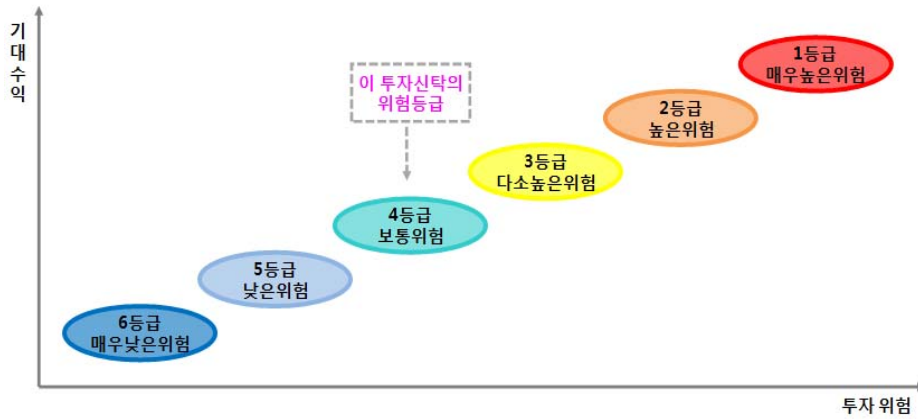 기대수익
1등급
매우높은위험
이 투자신탁의
위험등급
2등급
높은위험
3등급
다소높은위험
4등급
보통위험
5등급
낮은위험
6등급
매우낮은위험
투자 위험